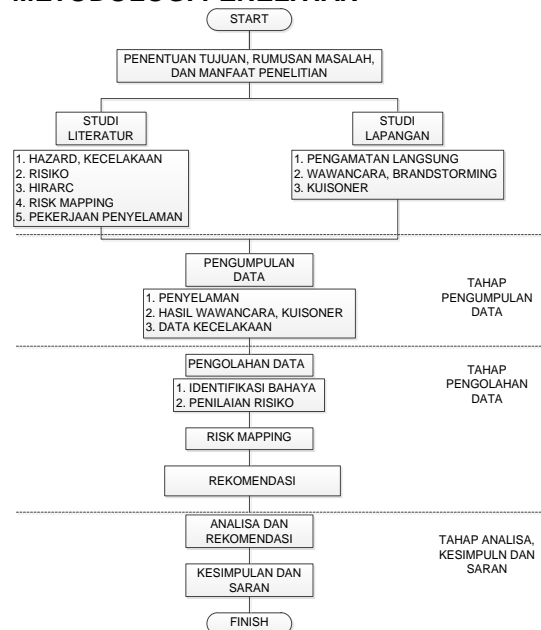 START
PENENTUAN TUJUAN, RUMUSAN MASALAH,
DAN MANFAAT PENELITIAN
STUDI
LITERATUR
1. HAZARD, KECELAKAAN
2. RISIKO
3. HIRARC
4. RISK MAPPING
5. PEKERJAAN PENYELAMAN
STUDI
LAPANGAN
1. PENGAMATAN LANGSUNG
2. WAWANCARA, BRANDSTORMING
3. KUISONER
PENGUMPULAN
DATA
1. PENYELAMAN
2. HASIL WAWANCARA, KUISONER
3. DATA KECELAKAAN
TAHAP
PENGUMPULAN
DATA
PENGOLAHAN DATA
1. IDENTIFIKASI BAHAYA
2. PENILAIAN RISIKO
RISK MAPPING
REKOMENDASI
TAHAP
PENGOLAHAN
DATA
ANALISA DAN
REKOMENDASI
KESIMPULAN DAN
SARAN
TAHAP ANALISA,
KESIMPULN DAN
SARAN
FINISH